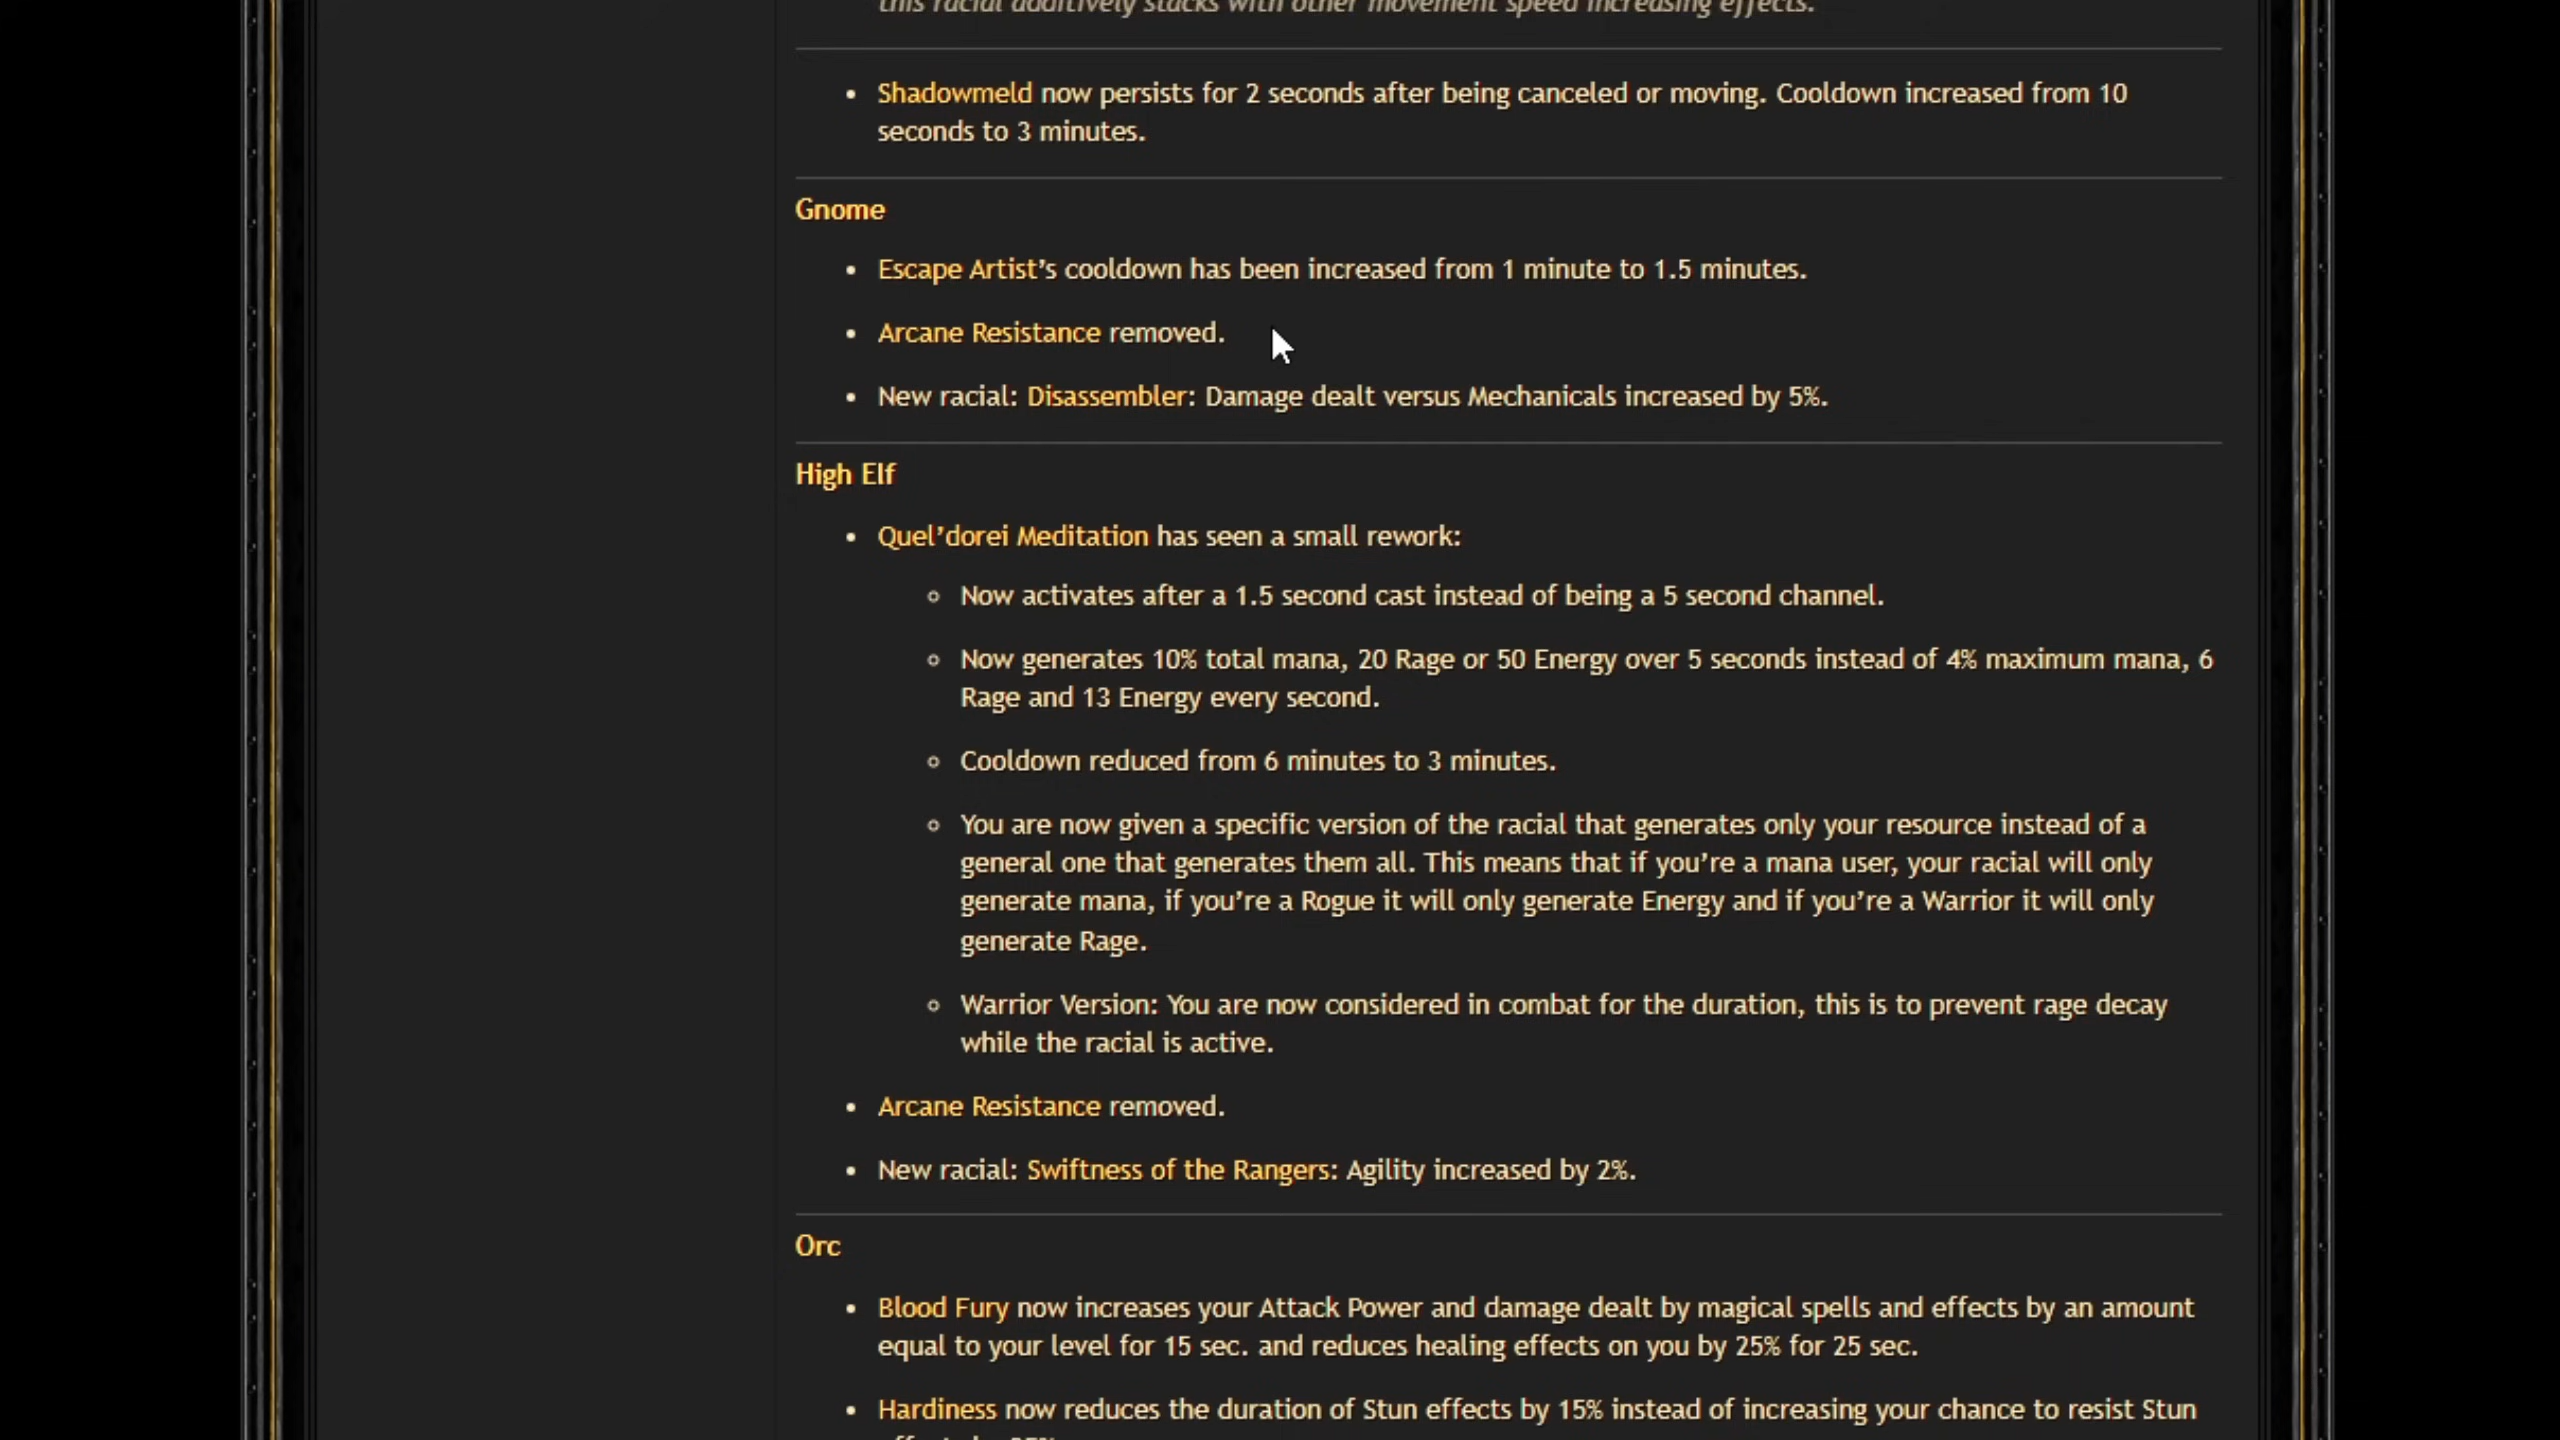 this racial additively stacks with other movement speed increasing effects.
• Shadowmeld now persists for 2 seconds after being canceled or moving. Cooldown increased from 10
seconds to 3 minutes.
Gnome
• Escape Artist’s cooldown has been increased from 1 minute to 1.5 minutes.
• Arcane Resistance removed.
• New racial: Disassembler: Damage dealt versus Mechanicals increased by 5%.
High Elf
• Quel’dorei Meditation has seen a small rework:
◦ Now activates after a 1.5 second cast instead of being a 5 second channel.
◦ Now generates 10% total mana, 20 Rage or 50 Energy over 5 seconds instead of 4% maximum mana, 6
Rage and 13 Energy every second.
◦ Cooldown reduced from 6 minutes to 3 minutes.
◦ You are now given a specific version of the racial that generates only your resource instead of a
general one that generates them all. This means that if you’re a mana user, your racial will only
generate mana, if you’re a Rogue it will only generate Energy and if you’re a Warrior it will only
generate Rage.
◦ Warrior Version: You are now considered in combat for the duration, this is to prevent rage decay
while the racial is active.
• Arcane Resistance removed.
• New racial: Swiftness of the Rangers: Agility increased by 2%.
Orc
• Blood Fury now increases your Attack Power and damage dealt by magical spells and effects by an amount
equal to your level for 15 sec. and reduces healing effects on you by 25% for 25 sec.
• Hardiness now reduces the duration of Stun effects by 15% instead of increasing your chance to resist Stun